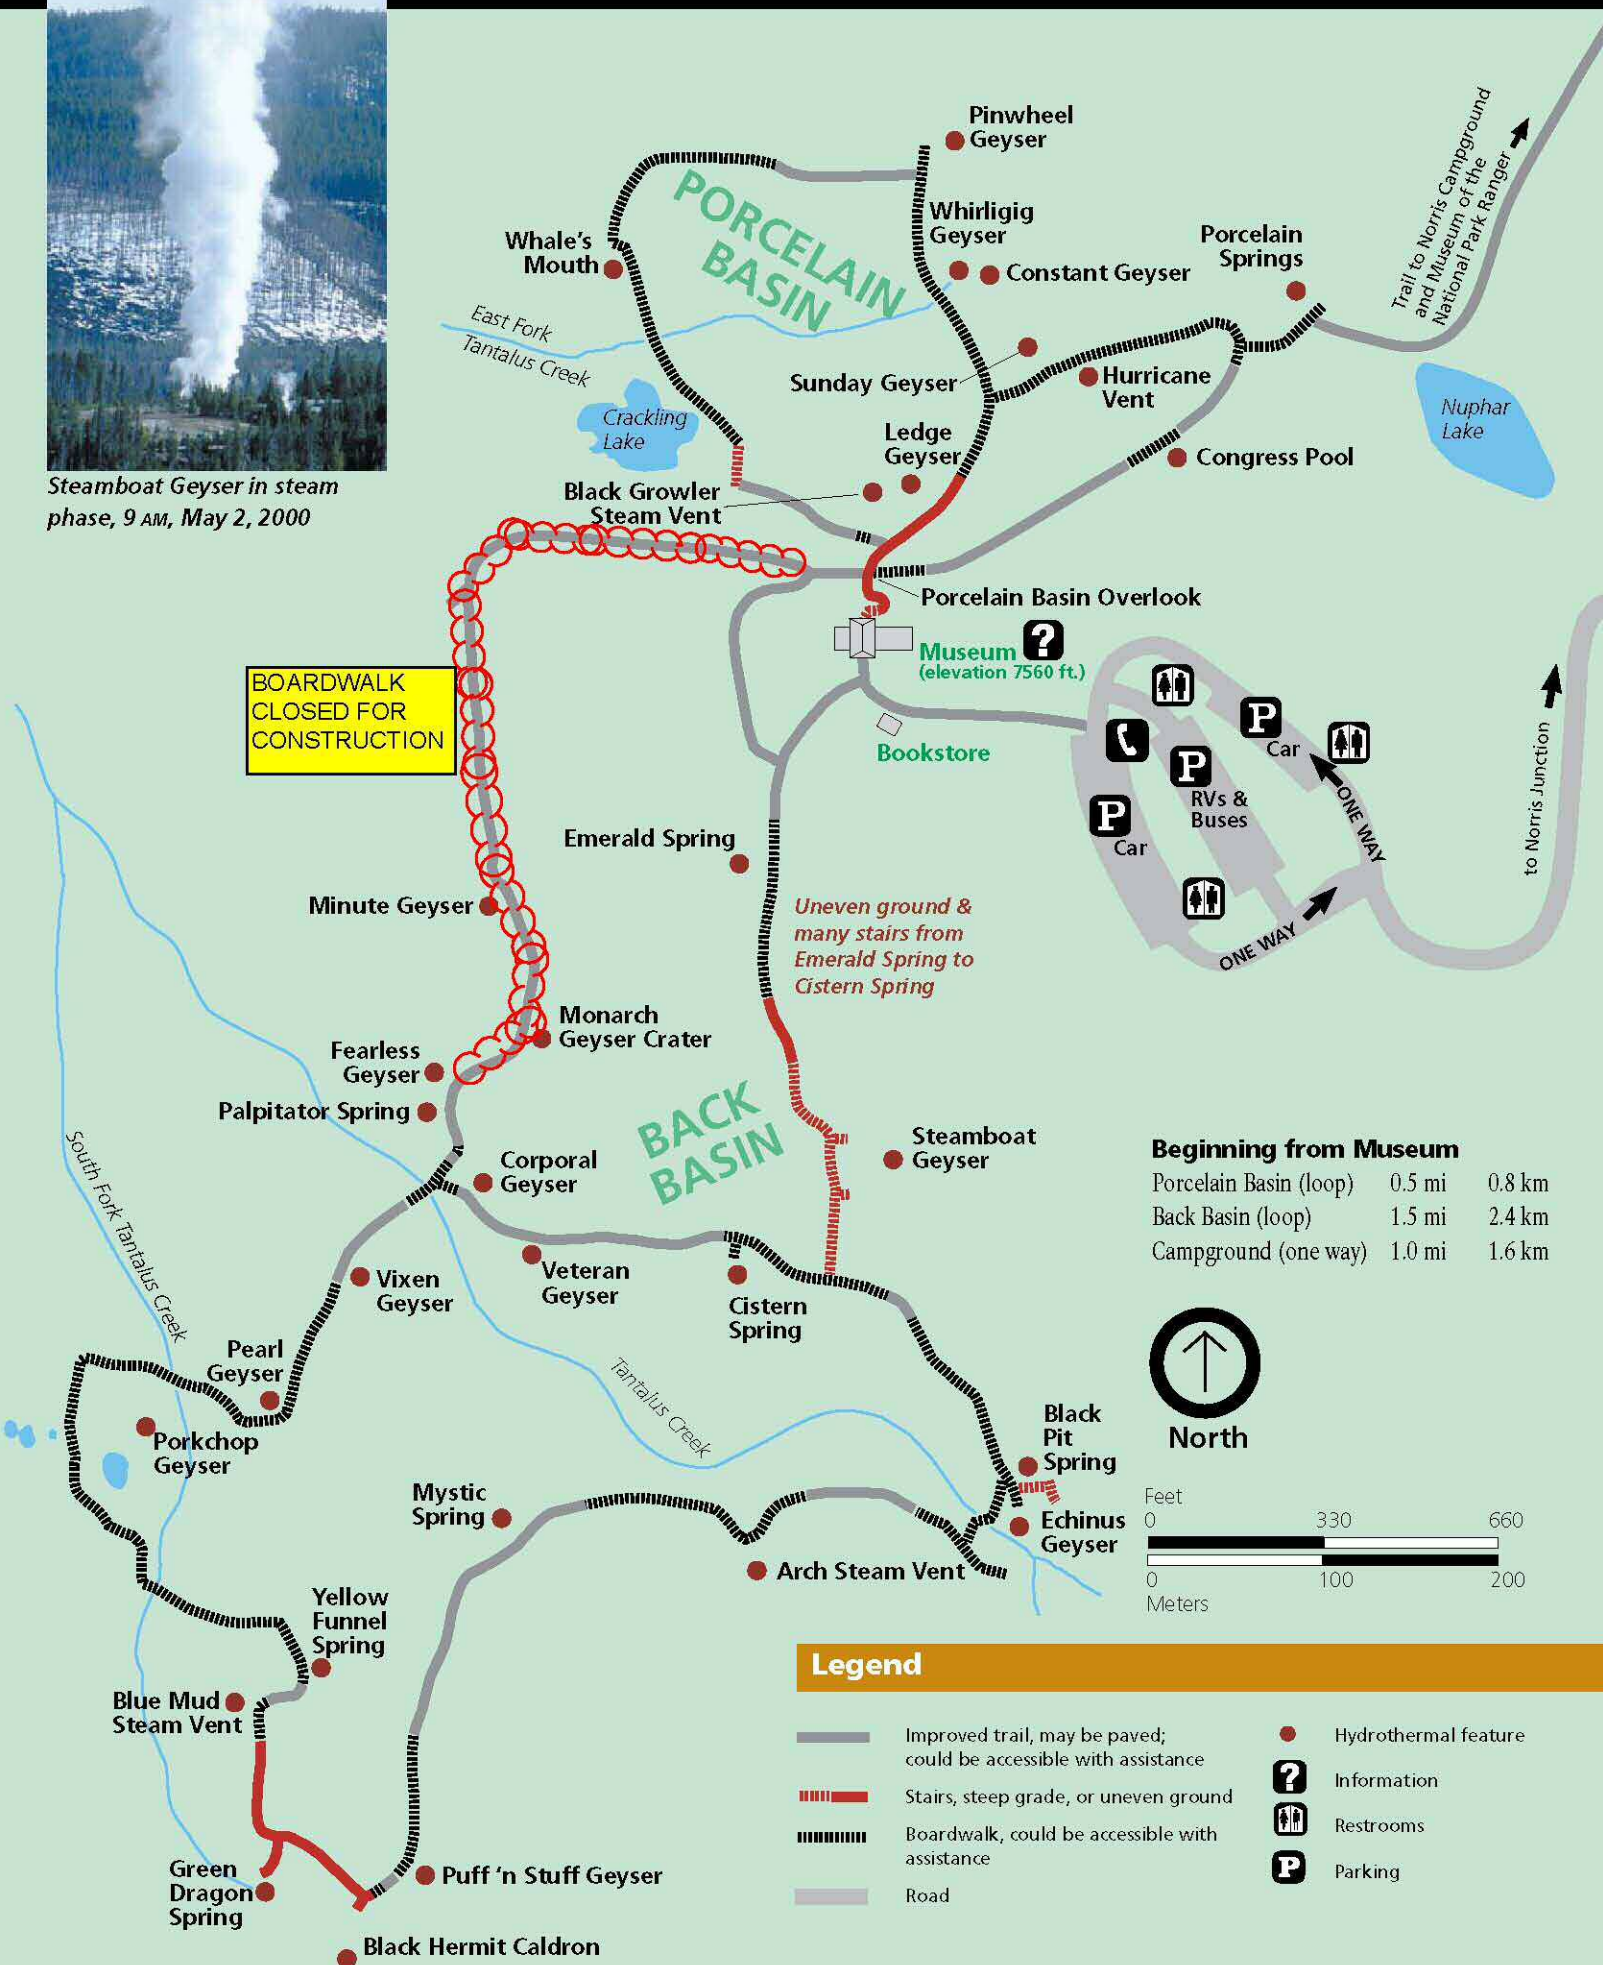 Steamboat Geyser in steam
phase, 9 AM, May 2, 2000
Pinwheel
Geyser
PORCELAIN
BASIN
Whirligig
Geyser
Constant Geyser
Porcelain
Springs
Trail to Norris Campground
and Museum of the
National Park Ranger
Whale's
Mouth
East Fork
Tantalus Creek
Sunday Geyser
Hurricane
Vent
Crackling
Lake
Nuphar
Lake
Ledge
Geyser
Congress Pool
Black Growler
Steam Vent
Porcelain Basin Overlook
Museum
(elevation 7560 ft.)
?
Bookstore
BOARDWALK
CLOSED FOR
CONSTRUCTION
P
Car
P
RVs &
Buses
P
Car
ONE WAY
ONE WAY
to Norris Junction
Emerald Spring
Minute Geyser
Uneven ground &
many stairs from
Emerald Spring to
Cistern Spring
Monarch
Geyser Crater
Fearless
Geyser
Palpitator Spring
BACK
BASIN
Steamboat
Geyser
Corporal
Geyser
South Fork Tantalus Creek
Veteran
Geyser
Vixen
Geyser
Cistern
Spring
Pearl
Geyser
Porkchop
Geyser
Tantalus Creek
Beginning from Museum
Porcelain Basin (loop) 0.5 mi 0.8 km
Back Basin (loop) 1.5 mi 2.4 km
Campground (one way) 1.0 mi 1.6 km
North
Black
Pit
Spring
Mystic
Spring
Echinus
Geyser
Arch Steam Vent
Feet
0 330 660
0 100 200
Meters
Yellow
Funnel
Spring
Blue Mud
Steam Vent
Green
Dragon
Spring
Puff 'n Stuff Geyser
Black Hermit Caldron
Legend
Improved trail, may be paved;
could be accessible with assistance
Stairs, steep grade, or uneven ground
Boardwalk, could be accessible with
assistance
Road
Hydrothermal feature
?
Information
Restrooms
P
Parking